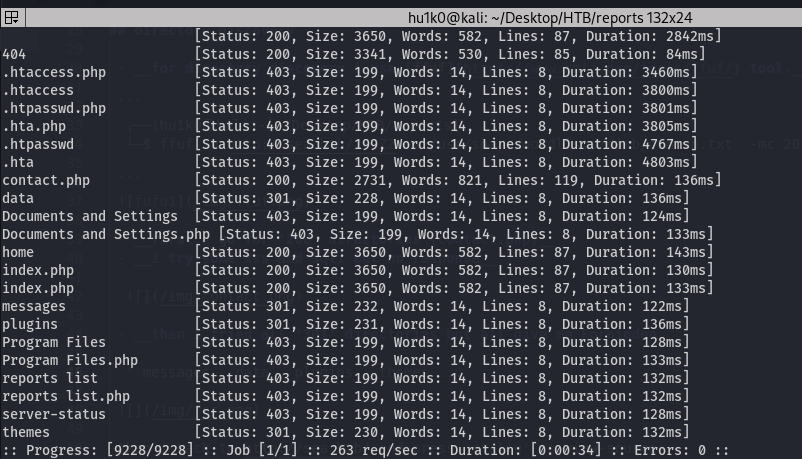 hu1k0@kali: ~/Desktop/HTB/reports 132x24
[Status: 200, Size: 3650, Words: 582, Lines: 87, Duration: 2842ms]
404 [Status: 200, Size: 3341, Words: 530, Lines: 85, Duration: 84ms]
.htaccess.php [Status: 403, Size: 199, Words: 14, Lines: 8, Duration: 3460ms]
.htaccess [Status: 403, Size: 199, Words: 14, Lines: 8, Duration: 3800ms]
.htpasswd.php [Status: 403, Size: 199, Words: 14, Lines: 8, Duration: 3801ms]
.hta.php [Status: 403, Size: 199, Words: 14, Lines: 8, Duration: 3805ms]
.htpasswd [Status: 403, Size: 199, Words: 14, Lines: 8, Duration: 4767ms]
.hta [Status: 403, Size: 199, Words: 14, Lines: 8, Duration: 4803ms]
contact.php [Status: 200, Size: 2731, Words: 821, Lines: 119, Duration: 136ms]
data [Status: 301, Size: 228, Words: 14, Lines: 8, Duration: 136ms]
Documents and Settings [Status: 403, Size: 199, Words: 14, Lines: 8, Duration: 124ms]
Documents and Settings.php [Status: 403, Size: 199, Words: 14, Lines: 8, Duration: 133ms]
home [Status: 200, Size: 3650, Words: 582, Lines: 87, Duration: 143ms]
index.php [Status: 200, Size: 3650, Words: 582, Lines: 87, Duration: 130ms]
index.php [Status: 200, Size: 3650, Words: 582, Lines: 87, Duration: 133ms]
messages [Status: 301, Size: 232, Words: 14, Lines: 8, Duration: 122ms]
plugins [Status: 301, Size: 231, Words: 14, Lines: 8, Duration: 136ms]
Program Files [Status: 403, Size: 199, Words: 14, Lines: 8, Duration: 128ms]
Program Files.php [Status: 403, Size: 199, Words: 14, Lines: 8, Duration: 133ms]
reports list [Status: 403, Size: 199, Words: 14, Lines: 8, Duration: 132ms]
reports list.php [Status: 403, Size: 199, Words: 14, Lines: 8, Duration: 132ms]
server-status [Status: 403, Size: 199, Words: 14, Lines: 8, Duration: 128ms]
themes [Status: 301, Size: 230, Words: 14, Lines: 8, Duration: 132ms]
:: Progress: [9228/9228] :: Job [1/1] :: 263 req/sec :: Duration: [0:00:34] :: Errors: 0 ::